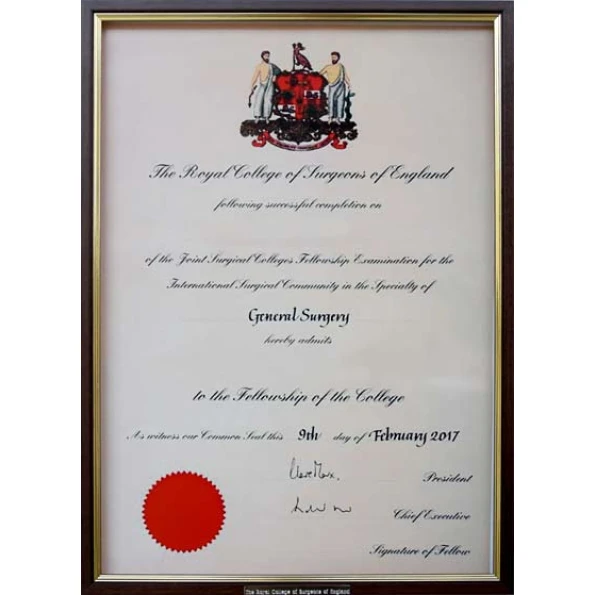 The Royal College of Surgeons of England
following successful completion on
of the Joint Surgical Colleges Fellowship Examination for the
International Surgical Community in the Specialty of
General Surgery
hereby admits
to the Fellowship of the College
As witness our Common Seal this 9th day of February 2017
President
Chief Executive
Signature of Fellow
The Royal College of Surgeons of England